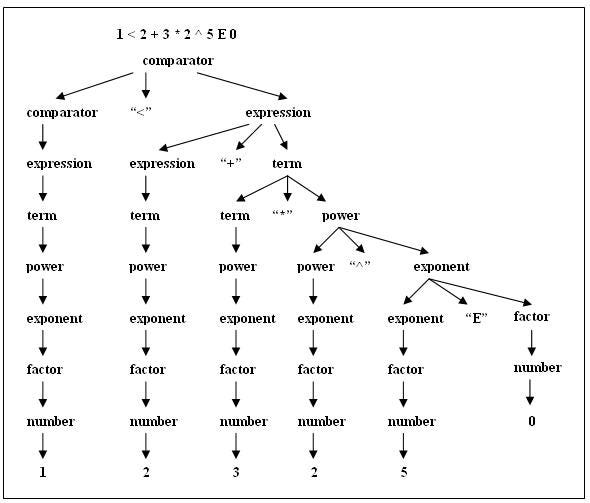 1 < 2 + 3 * 2 ^ 5 E 0
comparator
comparator “<” expression
expression expression “+” term
term term term “*” power
power power power power “^” exponent
exponent exponent exponent exponent exponent “E” factor
factor factor factor factor factor number
number number number number number 0
1 2 3 2 5